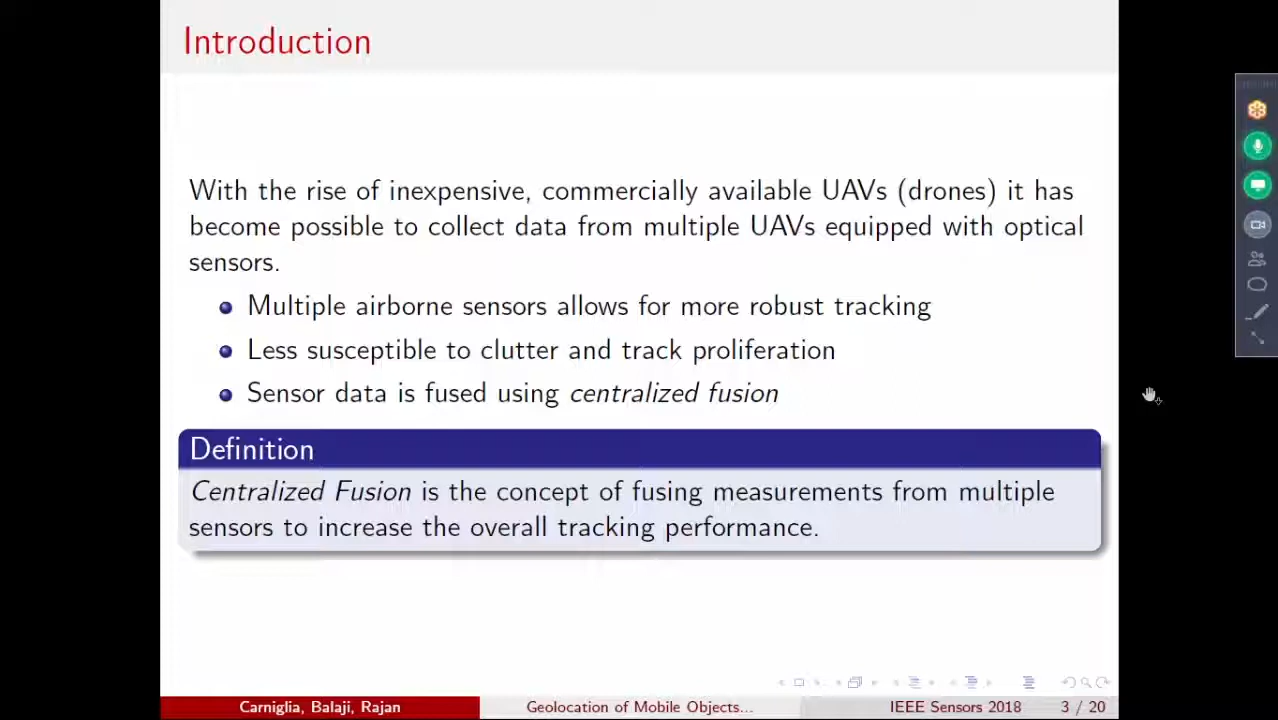 Introduction
With the rise of inexpensive, commercially available UAVs (drones) it has
become possible to collect data from multiple UAVs equipped with optical
sensors.
Multiple airborne sensors allows for more robust tracking
Less susceptible to clutter and track proliferation
Sensor data is fused using centralized fusion
Definition
Centralized Fusion is the concept of fusing measurements from multiple
sensors to increase the overall tracking performance.
Carniglia, Balaji, Rajan
Geolocation of Mobile Objects...
IEEE Sensors 2018
3 / 20